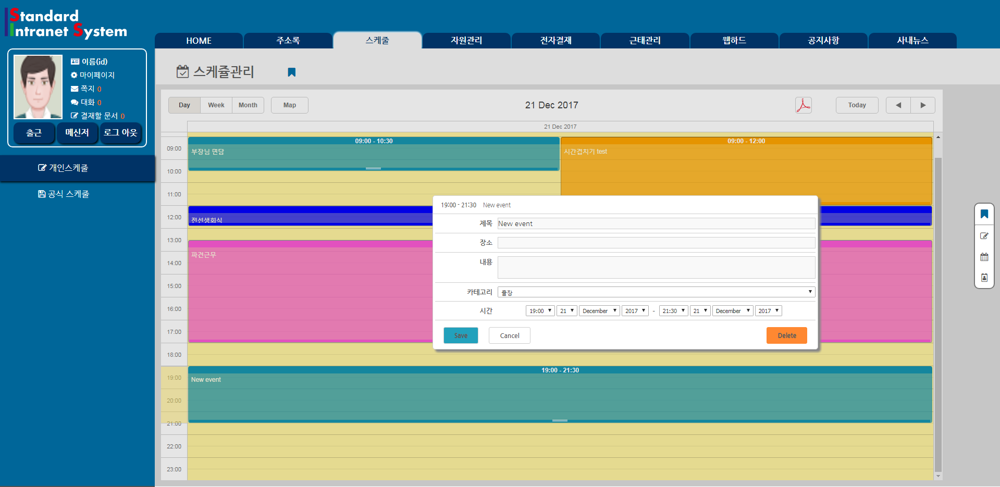 Standard
Intranet System
HOME
주소록
스케줄
자원관리
전자결재
근태관리
웹하드
공지사항
사내뉴스
이름(id)
마이페이지
쪽지 0
대화 0
결재할 문서 0
출근
메신저
로그 아웃
개인스케줄
공식 스케줄
스케쥴관리
Day
Week
Month
Map
21 Dec 2017
Today
21 Dec 2017
09:00
10:00
11:00
12:00
13:00
14:00
15:00
16:00
17:00
18:00
19:00
20:00
21:00
22:00
23:00
09:00 - 10:30
부장님 면담
09:00 - 12:00
시간겹치기 test
전선생회식
파견근무
19:00 - 21:30 New event
제목 New event
장소
내용
카테고리 출장
시간 19:00 21 December 2017 - 21:30 21 December 2017
Save
Cancel
Delete
19:00 - 21:30
New event